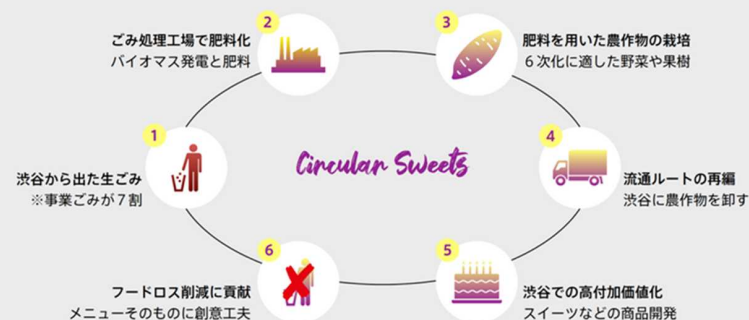 1
渋谷から出た生ごみ
※事業ごみが7割
2
ごみ処理工場で肥料化
バイオマス発電と肥料
3
肥料を用いた農作物の栽培
6次化に適した野菜や果樹
4
流通ルートの再編
渋谷に農作物を卸す
5
渋谷での高付加価値化
スイーツなどの商品開発
6
フードロス削減に貢献
メニューそのものに創意工夫
Circular Sweets